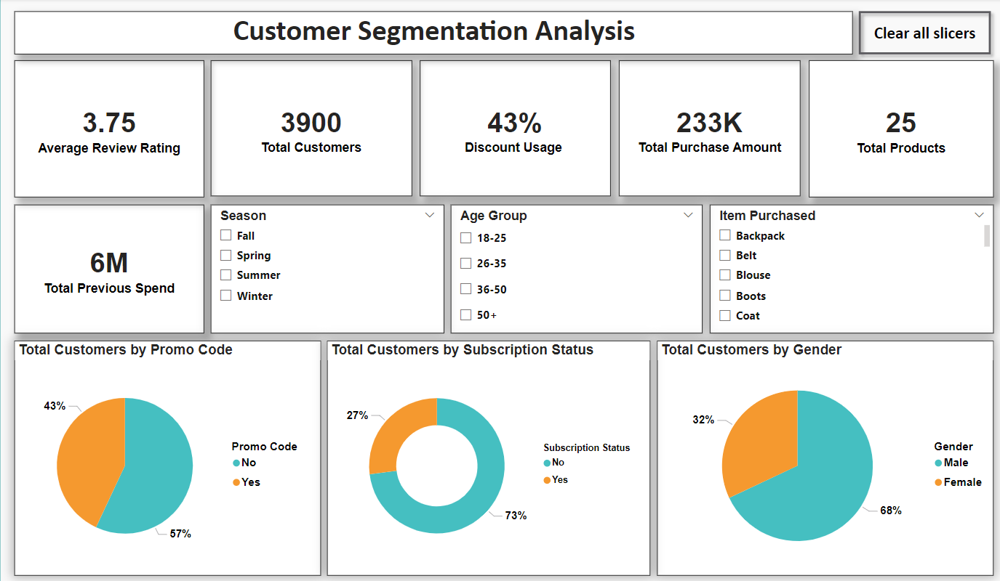 Customer Segmentation Analysis
Clear all slicers
3.75
Average Review Rating
3900
Total Customers
43%
Discount Usage
233K
Total Purchase Amount
25
Total Products
6M
Total Previous Spend
Season
Fall
Spring
Summer
Winter
Age Group
18-25
26-35
36-50
50+
Item Purchased
Backpack
Belt
Blouse
Boots
Coat
Total Customers by Promo Code
43%
57%
Promo Code
No
Yes
Total Customers by Subscription Status
27%
73%
Subscription Status
No
Yes
Total Customers by Gender
32%
68%
Gender
Male
Female